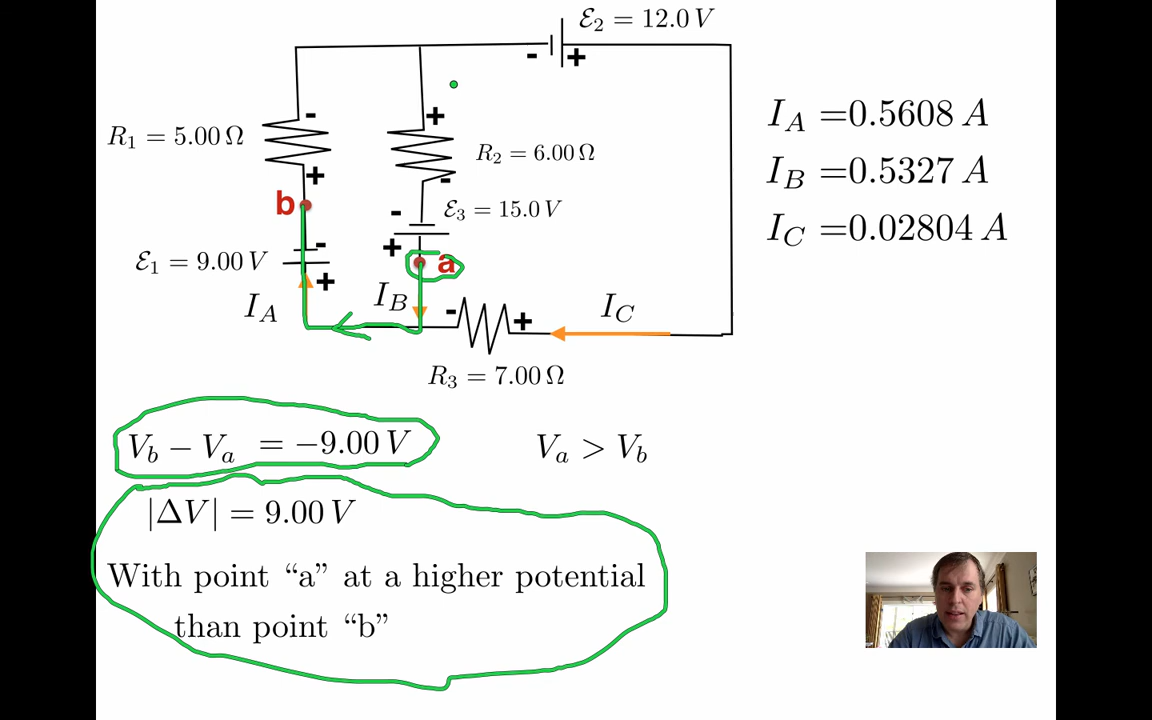 ℰ₂ = 12.0 V
- +
I_A =0.5608 A
- +
R₁ = 5.00 Ω
R₂ = 6.00 Ω
+ -
I_B =0.5327 A
b
- ℰ₃ = 15.0 V
I_C =0.02804 A
- +
ℰ₁ = 9.00 V
a
+
I_A I_B - + I_C
R₃ = 7.00 Ω
V_b − V_a = −9.00 V
V_a > V_b
|ΔV| = 9.00 V
With point “a” at a higher potential
than point “b”